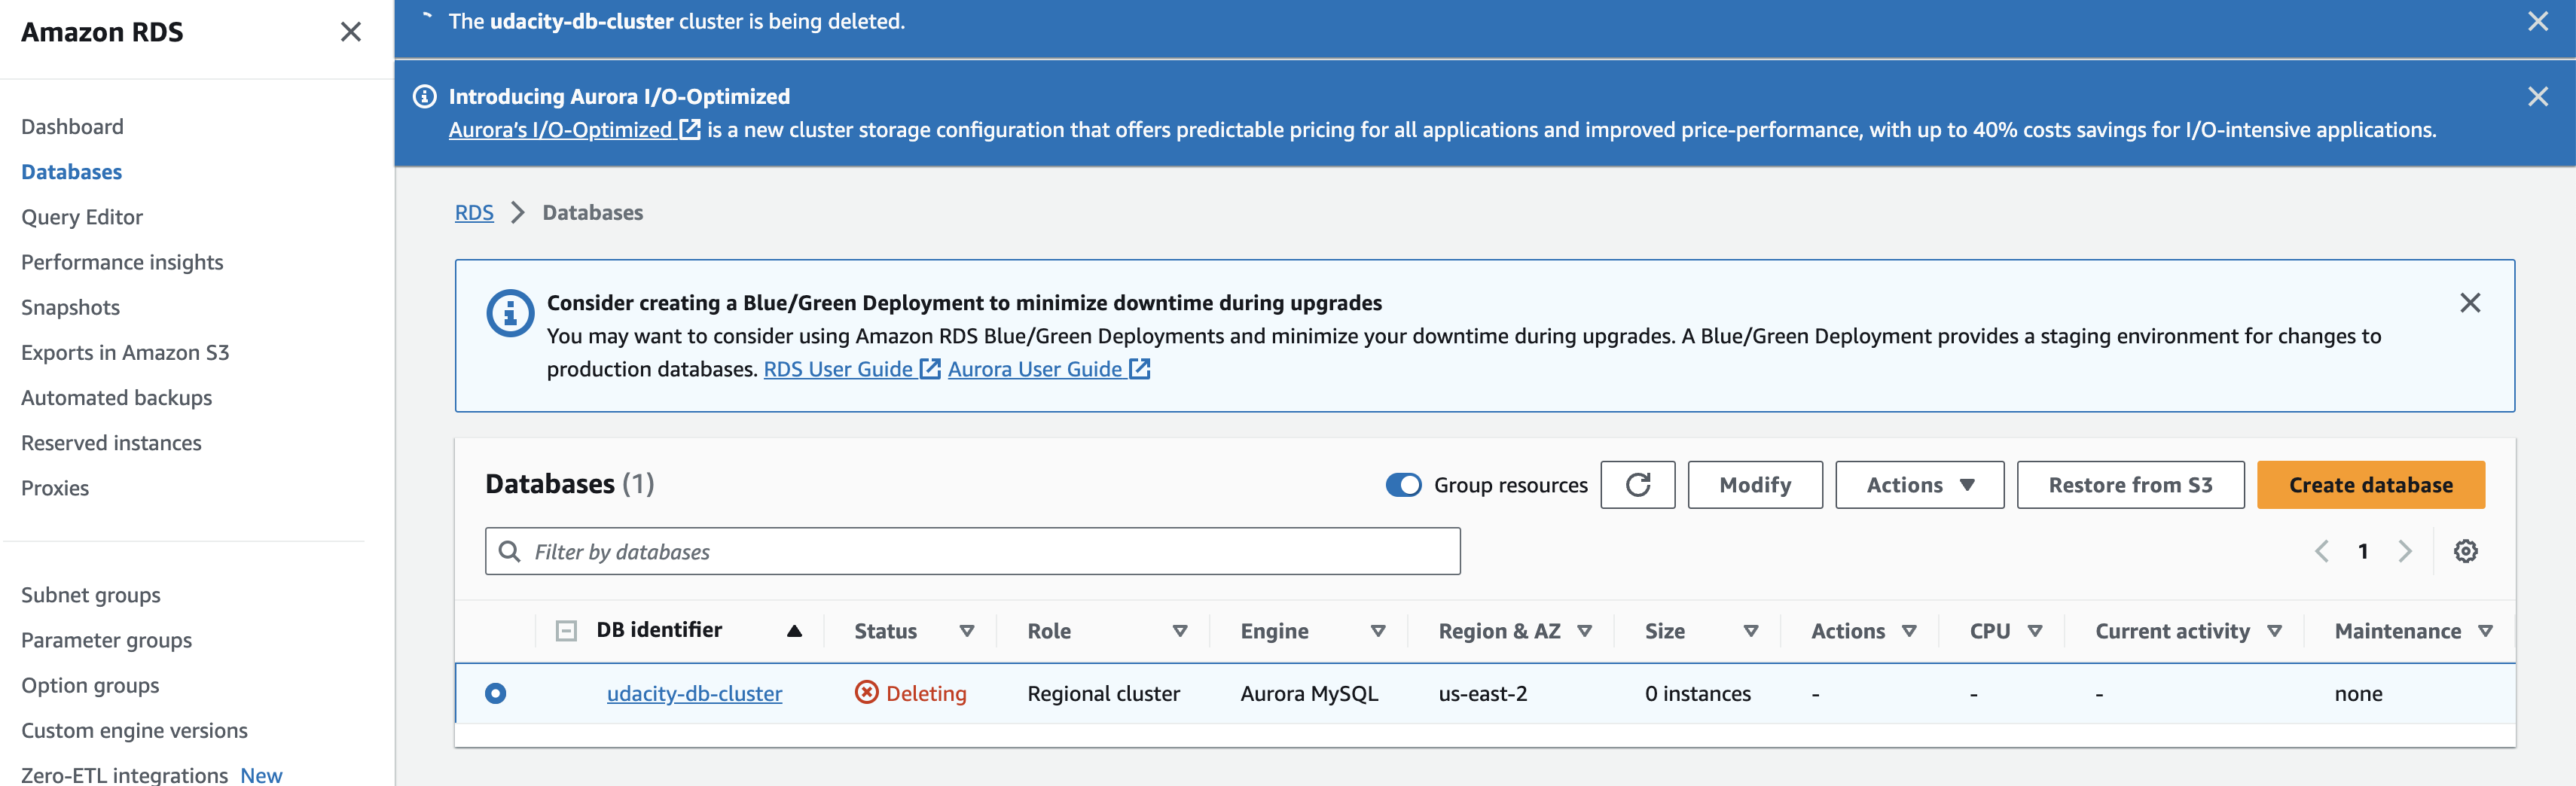 Amazon RDS
Dashboard
Databases
Query Editor
Performance insights
Snapshots
Exports in Amazon S3
Automated backups
Reserved instances
Proxies
Subnet groups
Parameter groups
Option groups
Custom engine versions
Zero-ETL integrations New
The udacity-db-cluster cluster is being deleted.
Introducing Aurora I/O-Optimized
Aurora's I/O-Optimized is a new cluster storage configuration that offers predictable pricing for all applications and improved price-performance, with up to 40% costs savings for I/O-intensive applications.
RDS > Databases
Consider creating a Blue/Green Deployment to minimize downtime during upgrades
You may want to consider using Amazon RDS Blue/Green Deployments and minimize your downtime during upgrades. A Blue/Green Deployment provides a staging environment for changes to
production databases. RDS User Guide Aurora User Guide
Databases (1) Group resources Modify Actions Restore from S3 Create database
Filter by databases 1
DB identifier Status Role Engine Region & AZ Size Actions CPU Current activity Maintenance
udacity-db-cluster Deleting Regional cluster Aurora MySQL us-east-2 0 instances - - - none